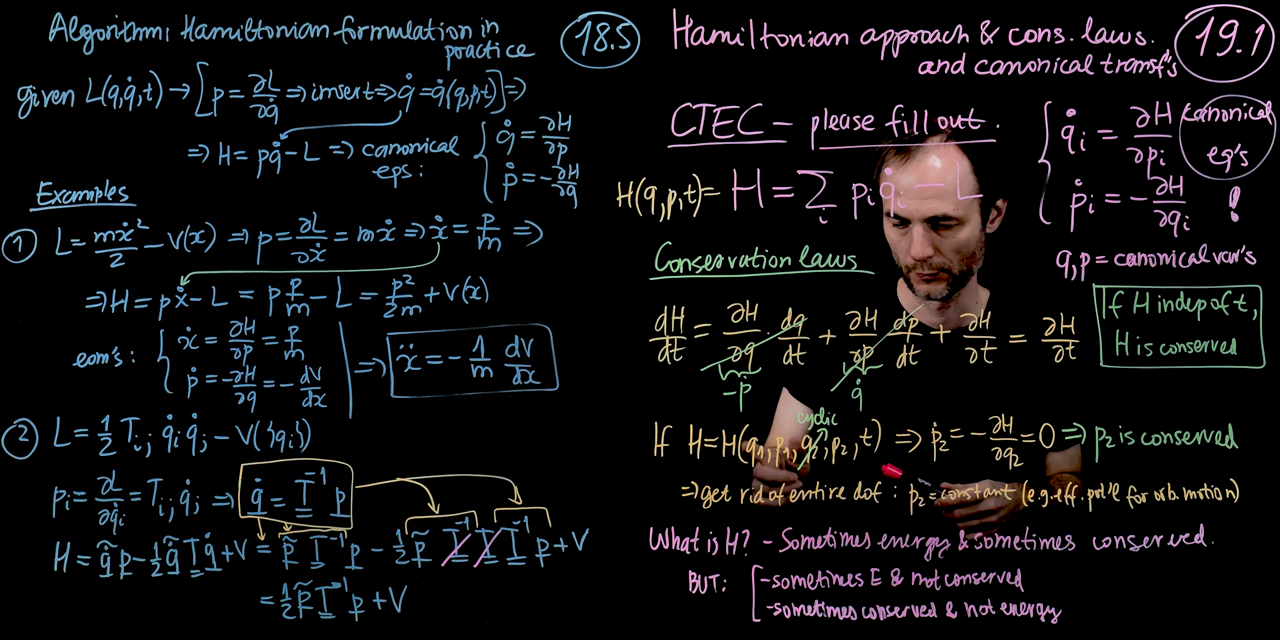 Algorithm: Hamiltonian formulation in practice
18.5
given L(q,q̇,t) → [p = ∂L/∂q̇ ⇒ insert ⇒ q̇ = q̇(q,p,t)] ⇒
⇒ H = pq̇ - L ⇒ canonical eqs: { q̇ = ∂H/∂p
ṗ = -∂H/∂q
Examples
① L = mẋ²/2 - V(x) ⇒ p = ∂L/∂ẋ = mẋ ⇒ ẋ = p/m ⇒
⇒ H = pẋ - L = p p/m - L = p²/2m + V(x)
eom's: { ẋ = ∂H/∂p = p/m
ṗ = -∂H/∂q = -dV/dx
⇒ ẍ = -1/m dV/dx
② L = 1/2 Tij q̇i q̇j - V({qi})
pi = ∂L/∂q̇i = Tij q̇j ⇒ q̇ = T⁻¹ p
H = q̃̇ p - 1/2 q̃̇ T q̇ + V = p̃ T⁻¹ p - 1/2 p̃ T⁻¹ T T⁻¹ p + V
= 1/2 p̃ T⁻¹ p + V
Hamiltonian approach & cons. laws.
and canonical transf's
19.1
CTEC - please fill out.
{ q̇i = ∂H/∂pi
ṗi = -∂H/∂qi !
canonical eq's
H(q,p,t) = H = Σi pi q̇i - L
q,p = canonical var's
Conservation laws
If H indep of t,
H is conserved
dH/dt = ∂H/∂q · dq/dt + ∂H/∂p dp/dt + ∂H/∂t = ∂H/∂t
-ṗ q̇
cyclic
If H = H(q1, p1, q2?, p2, t) ⇒ ṗ2 = -∂H/∂q2 = 0 ⇒ p2 is conserved
⇒ get rid of entire dof: p2 = constant (e.g. eff. pot'l for orb. motion)
What is H? - Sometimes energy & sometimes conserved.
BUT: [ - sometimes E & not conserved
- sometimes conserved & not energy